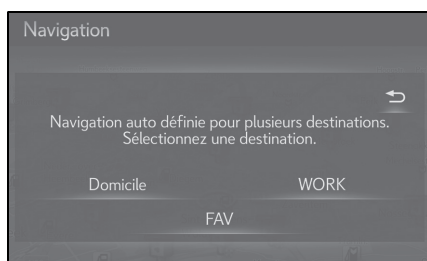 Navigation
Navigation auto définie pour plusieurs destinations.
Sélectionnez une destination.
Domicile
WORK
FAV